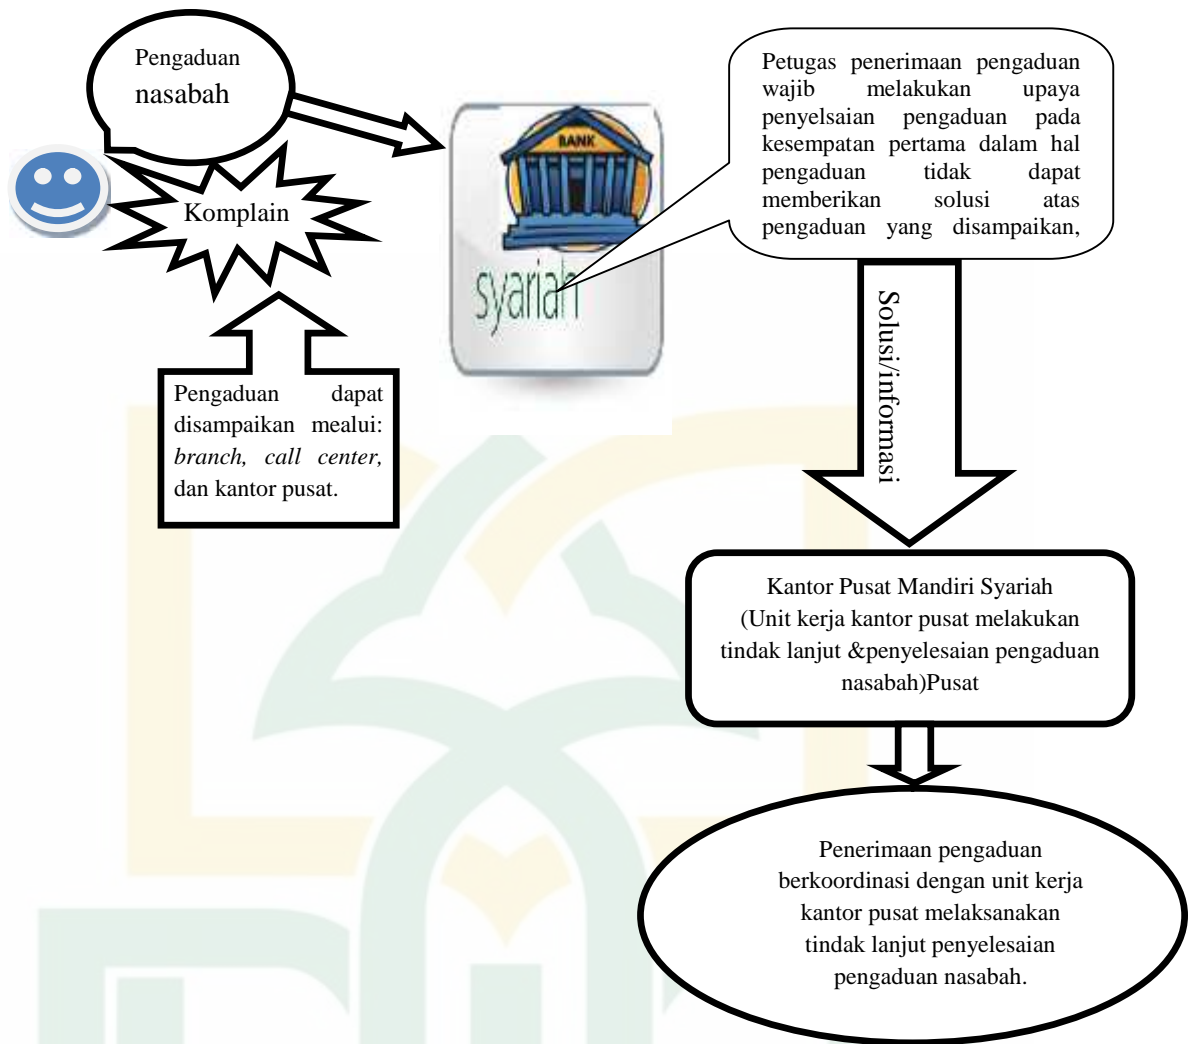 Pengaduan
nasabah
Komplain
Pengaduan dapat
disampaikan mealui:
branch, call center,
dan kantor pusat.
BANK
syariah
Petugas penerimaan pengaduan
wajib melakukan upaya
penyelsaian pengaduan pada
kesempatan pertama dalam hal
pengaduan tidak dapat
memberikan solusi atas
pengaduan yang disampaikan,
Solusi/informasi
Kantor Pusat Mandiri Syariah
(Unit kerja kantor pusat melakukan
tindak lanjut &penyelesaian pengaduan
nasabah)Pusat
Penerimaan pengaduan
berkoordinasi dengan unit kerja
kantor pusat melaksanakan
tindak lanjut penyelesaian
pengaduan nasabah.